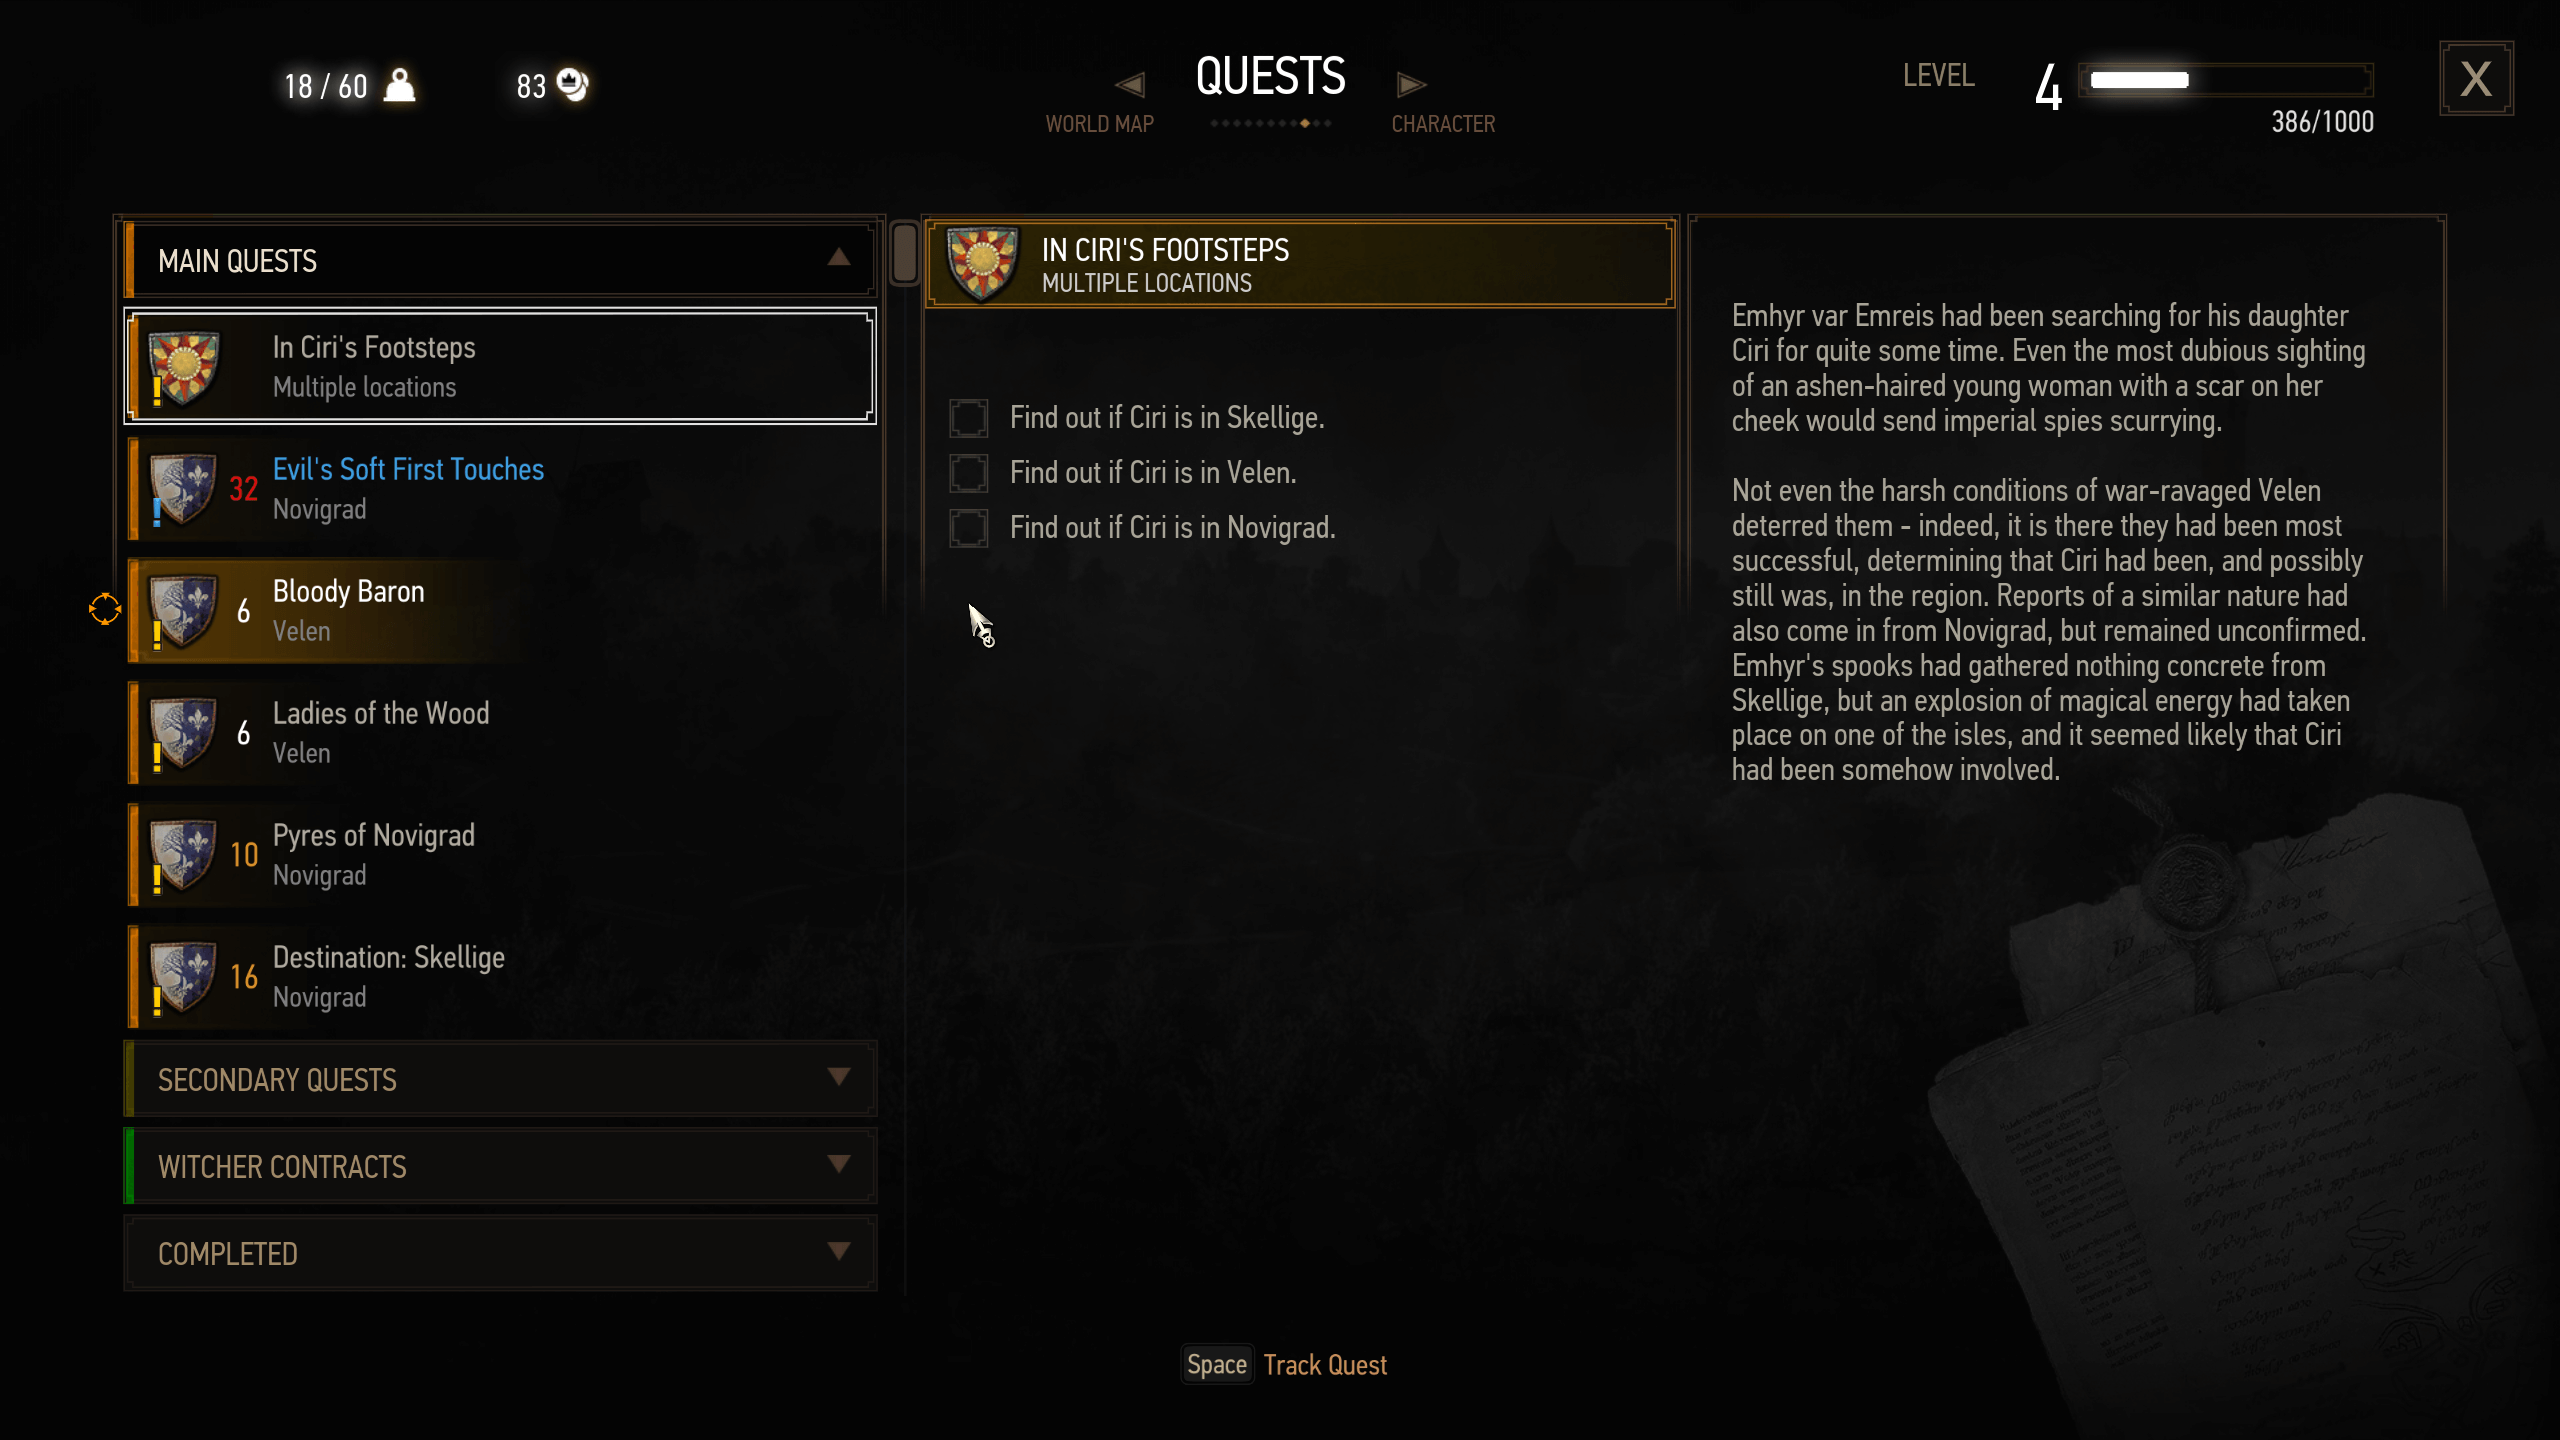 18 / 60
83
QUESTS
WORLD MAP
CHARACTER
LEVEL
4
386/1000
X
MAIN QUESTS
In Ciri's Footsteps
Multiple locations
32
Evil's Soft First Touches
Novigrad
6
Bloody Baron
Velen
6
Ladies of the Wood
Velen
10
Pyres of Novigrad
Novigrad
16
Destination: Skellige
Novigrad
SECONDARY QUESTS
WITCHER CONTRACTS
COMPLETED
IN CIRI'S FOOTSTEPS
MULTIPLE LOCATIONS
Find out if Ciri is in Skellige.
Find out if Ciri is in Velen.
Find out if Ciri is in Novigrad.
Emhyr var Emreis had been searching for his daughter
Ciri for quite some time. Even the most dubious sighting
of an ashen-haired young woman with a scar on her
cheek would send imperial spies scurrying.
Not even the harsh conditions of war-ravaged Velen
deterred them - indeed, it is there they had been most
successful, determining that Ciri had been, and possibly
still was, in the region. Reports of a similar nature had
also come in from Novigrad, but remained unconfirmed.
Emhyr's spooks had gathered nothing concrete from
Skellige, but an explosion of magical energy had taken
place on one of the isles, and it seemed likely that Ciri
had been somehow involved.
Space Track Quest